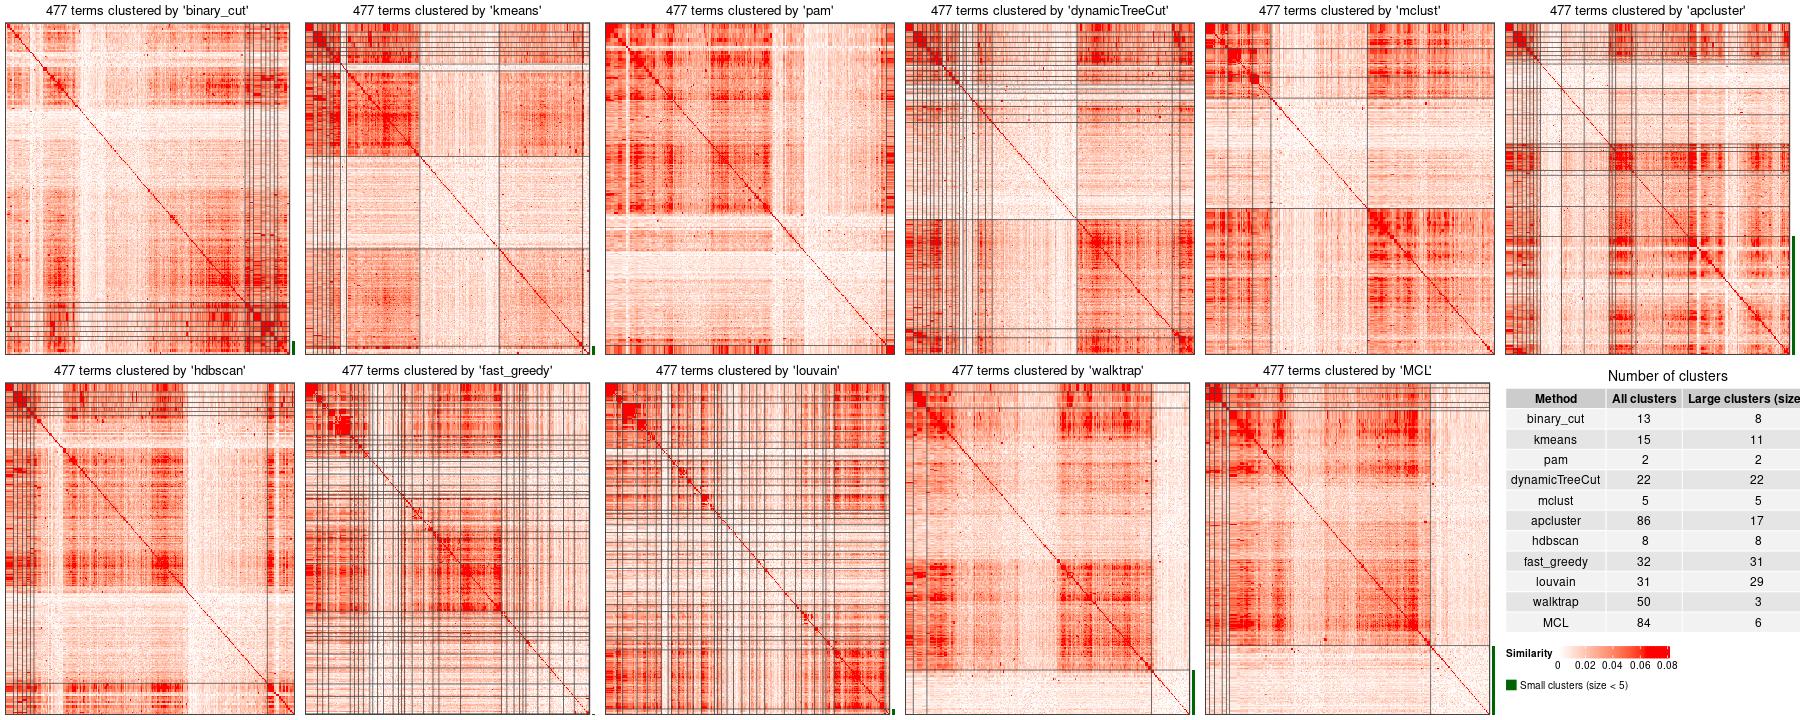 477 terms clustered by 'binary_cut'
477 terms clustered by 'kmeans'
477 terms clustered by 'pam'
477 terms clustered by 'dynamicTreeCut'
477 terms clustered by 'mclust'
477 terms clustered by 'apcluster'
477 terms clustered by 'hdbscan'
477 terms clustered by 'fast_greedy'
477 terms clustered by 'louvain'
477 terms clustered by 'walktrap'
477 terms clustered by 'MCL'
Number of clusters
Method All clusters Large clusters (size
binary_cut 13 8
kmeans 15 11
pam 2 2
dynamicTreeCut 22 22
mclust 5 5
apcluster 86 17
hdbscan 8 8
fast_greedy 32 31
louvain 31 29
walktrap 50 3
MCL 84 6
Similarity
0 0.02 0.04 0.06 0.08
Small clusters (size < 5)